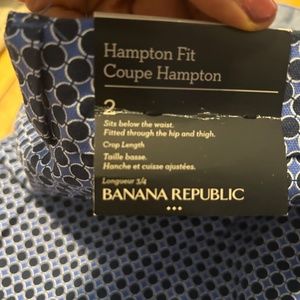 Hampton Fit
Coupe Hampton
2
Sits below the waist.
Fitted through the hip and thigh.
Crop Length
Taille basse.
Hanche et cuisse ajustées.
Longueur 3/4
BANANA REPUBLIC